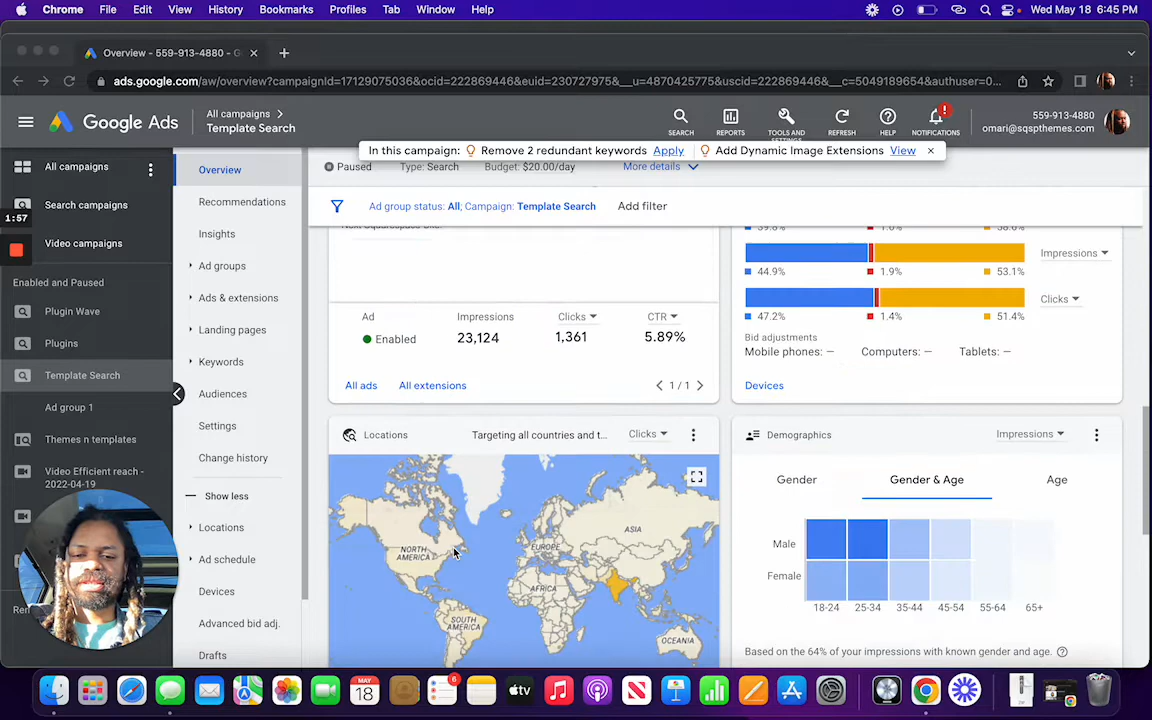 Chrome File Edit View History Bookmarks Profiles Tab Window Help Wed May 18 6:45 PM
Overview - 559-913-4880 - G
ads.google.com/aw/overview?campaignId=17129075036&ocid=222869446&euid=230727975&__u=4870425775&uscid=222869446&__c=5049189654&authuser=0...
Google Ads
All campaigns
Template Search
SEARCH
REPORTS
TOOLS AND SETTINGS
REFRESH
HELP
NOTIFICATIONS
559-913-4880
omari@sqspthemes.com
In this campaign: Remove 2 redundant keywords Apply Add Dynamic Image Extensions View
All campaigns
Search campaigns
1:57
Video campaigns
Enabled and Paused
Plugin Wave
Plugins
Template Search
Ad group 1
Themes n templates
Video Efficient reach -
2022-04-19
Overview
Recommendations
Insights
Ad groups
Ads & extensions
Landing pages
Keywords
Audiences
Settings
Change history
Show less
Locations
Ad schedule
Devices
Advanced bid adj.
Drafts
Paused Type: Search Budget: $20.00/day More details
Ad group status: All; Campaign: Template Search Add filter
Next Squarespace Site.
Ad Impressions Clicks CTR
Enabled 23,124 1,361 5.89%
All ads All extensions 1 / 1
39.6% 1.6% 58.6%
Impressions
44.9% 1.9% 53.1%
Clicks
47.2% 1.4% 51.4%
Bid adjustments
Mobile phones: — Computers: — Tablets: —
Devices
Locations Targeting all countries and t... Clicks
NORTH
AMERICA
EUROPE
ASIA
AFRICA
SOUTH
AMERICA
OCEANIA
Demographics Impressions
Gender Gender & Age Age
Male
Female
18-24 25-34 35-44 45-54 55-64 65+
Based on the 64% of your impressions with known gender and age.
MAY
18
6
tv